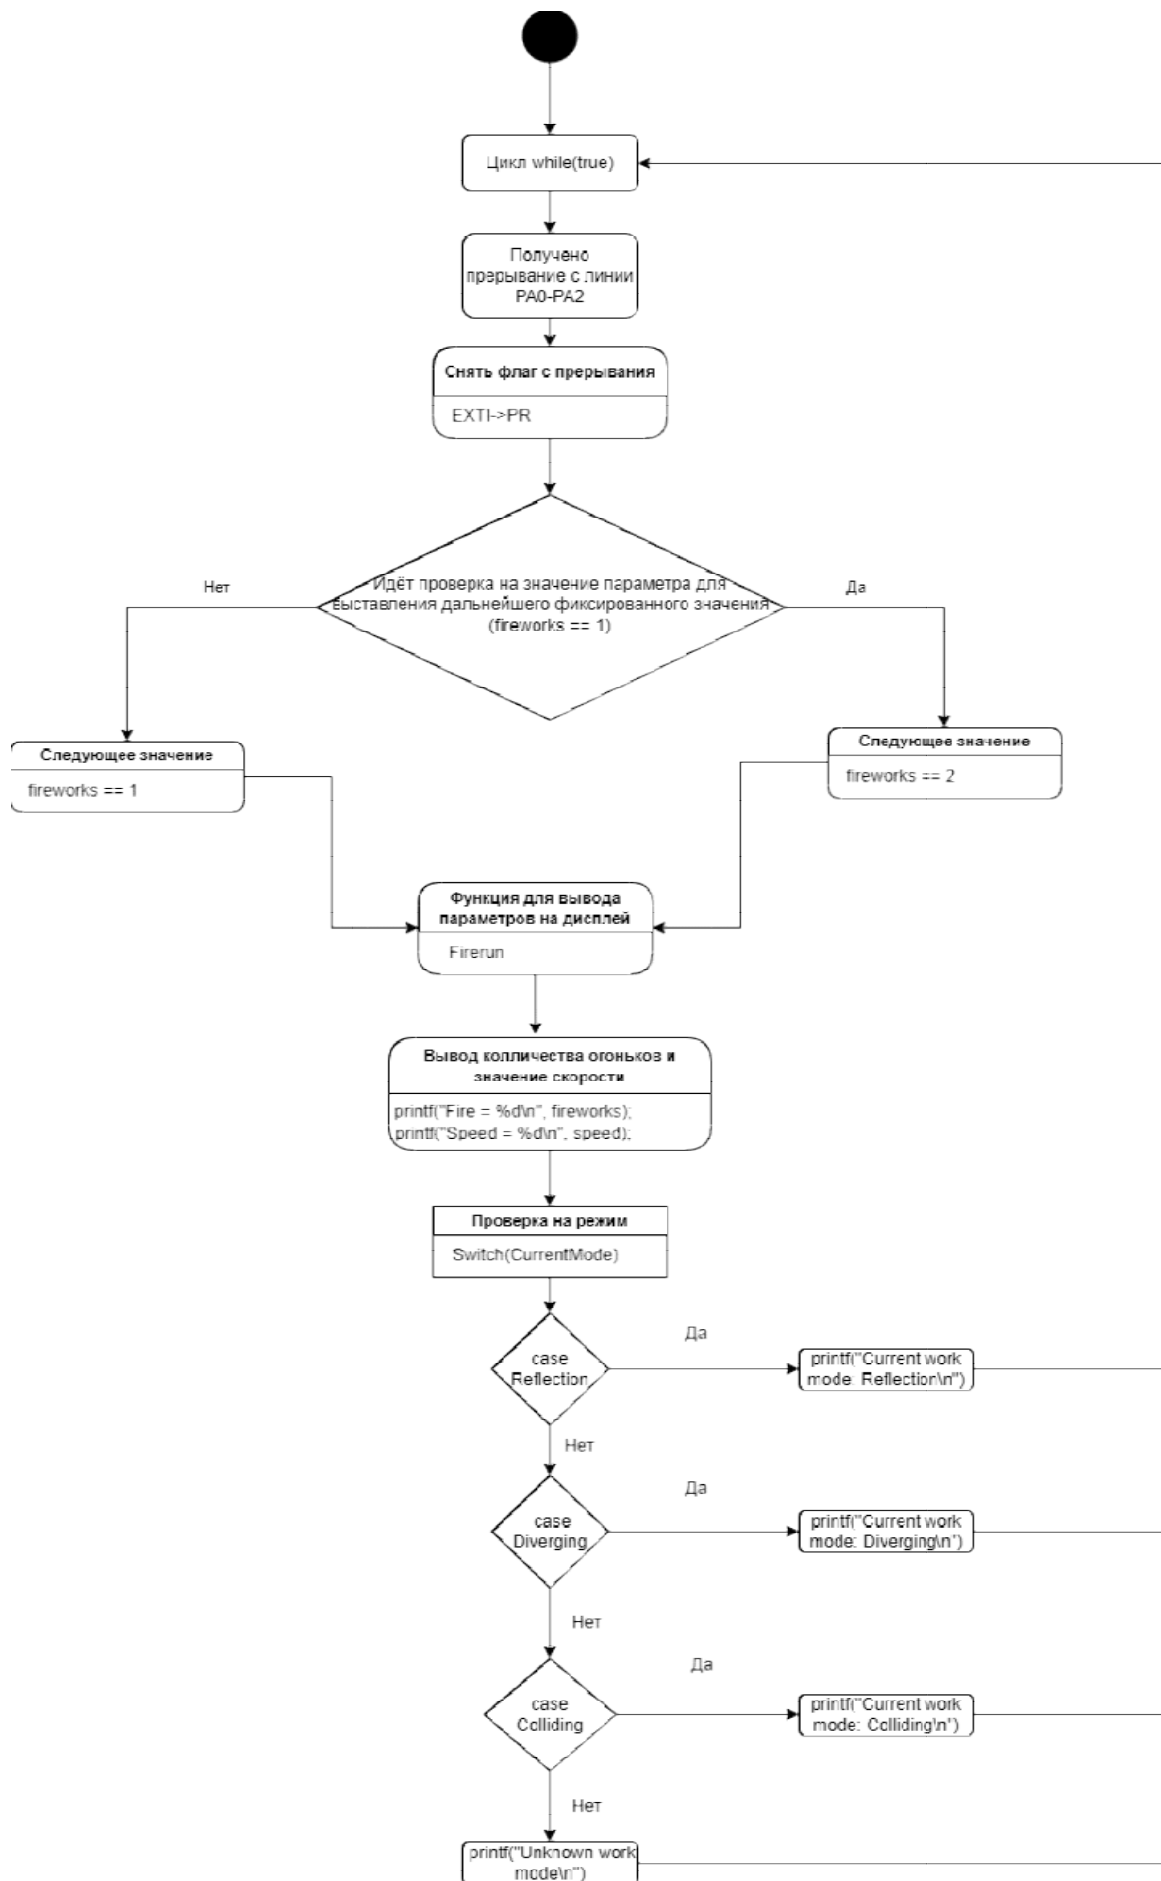 Цикл while(true)
Получено
прерывание с линии
PA0-PA2
Снять флаг с прерывания
EXTI->PR
Идёт проверка на значение параметра для
выставления дальнейшего фиксированного значения
(fireworks == 1)
Нет
Да
Следующее значение
fireworks == 1
Следующее значение
fireworks == 2
Функция для вывода
параметров на дисплей
Firerun
Вывод колличества огоньков и
значение скорости
printf("Fire = %d\n", fireworks);
printf("Speed = %d\n", speed);
Проверка на режим
Switch(CurrentMode)
case
Reflection
Да
printf("Current work
mode: Reflection\n")
Нет
case
Diverging
Да
printf("Current work
mode: Diverging\n")
Нет
case
Colliding
Да
printf("Current work
mode: Colliding\n")
Нет
printf("Unknown work
mode\n")